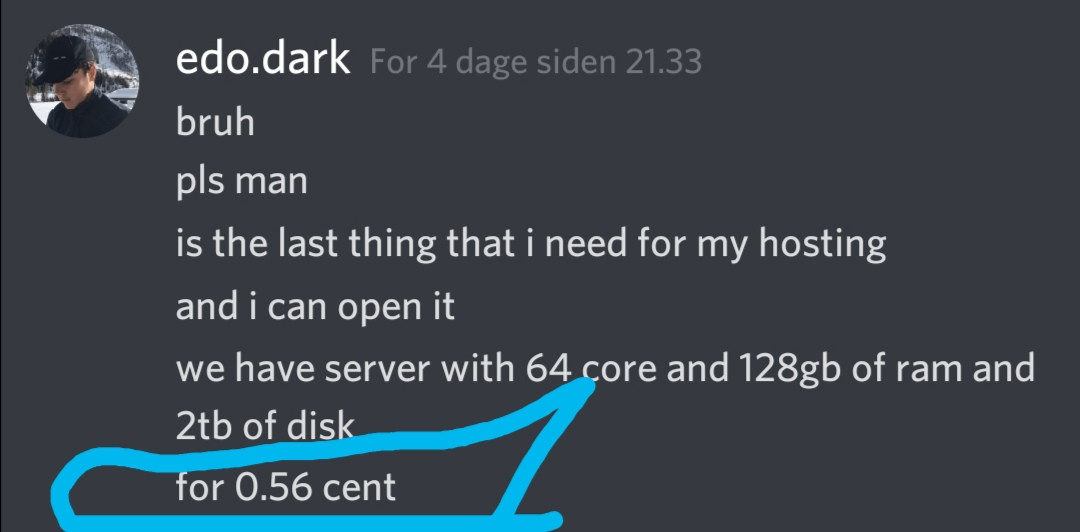 edo.dark For 4 dage siden 21.33
bruh
pls man
is the last thing that i need for my hosting
and i can open it
we have server with 64 core and 128gb of ram and
2tb of disk
for 0.56 cent